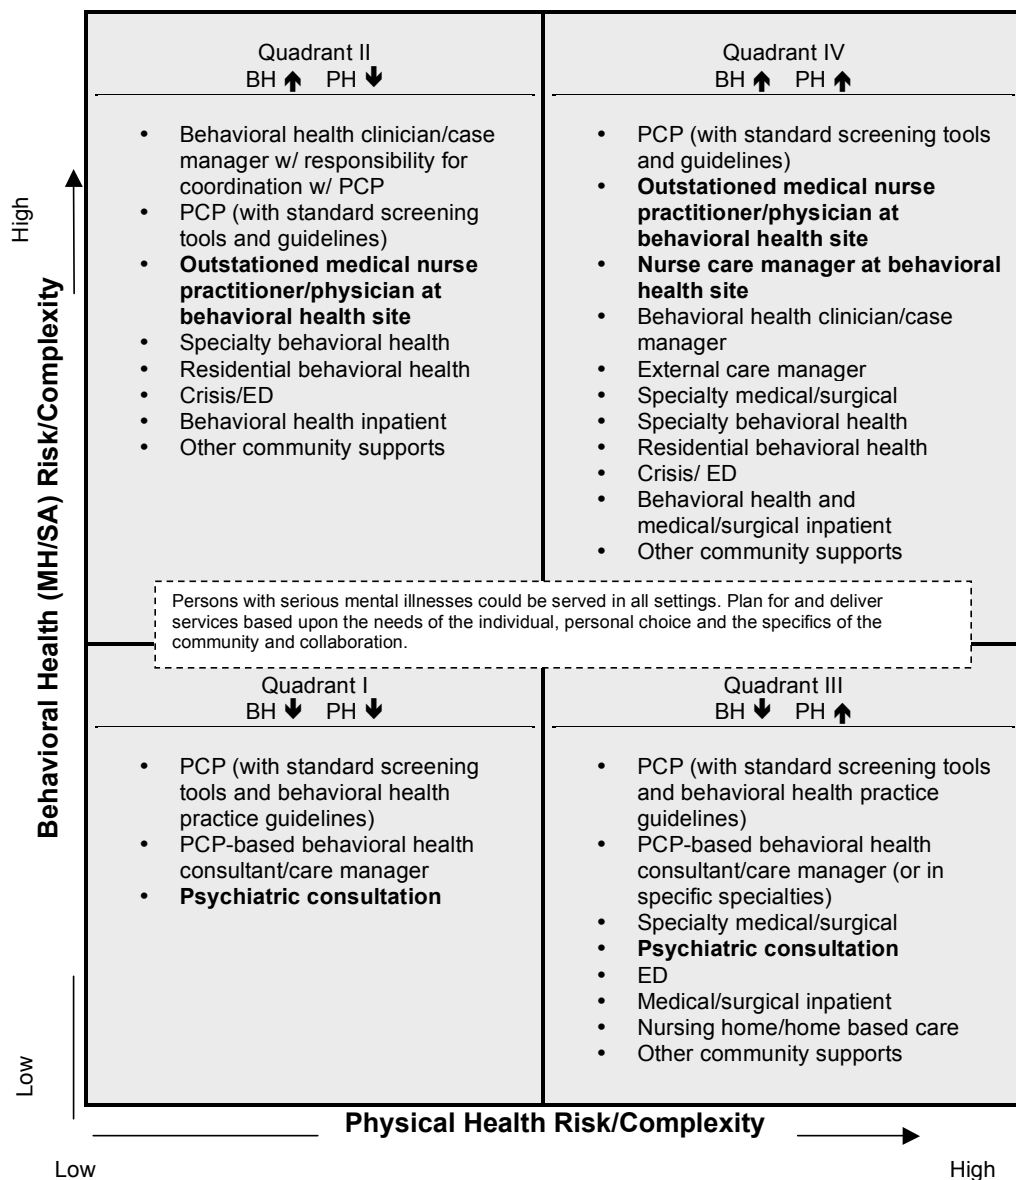 Quadrant II
BH ↑ PH ↓
• Behavioral health clinician/case
manager w/ responsibility for
coordination w/ PCP
• PCP (with standard screening
tools and guidelines)
• Outstationed medical nurse
practitioner/physician at
behavioral health site
• Specialty behavioral health
• Residential behavioral health
• Crisis/ED
• Behavioral health inpatient
• Other community supports
Quadrant IV
BH ↑ PH ↑
• PCP (with standard screening tools
and guidelines)
• Outstationed medical nurse
practitioner/physician at
behavioral health site
• Nurse care manager at behavioral
health site
• Behavioral health clinician/case
manager
• External care manager
• Specialty medical/surgical
• Specialty behavioral health
• Residential behavioral health
• Crisis/ ED
• Behavioral health and
medical/surgical inpatient
• Other community supports
Persons with serious mental illnesses could be served in all settings. Plan for and deliver
services based upon the needs of the individual, personal choice and the specifics of the
community and collaboration.
Quadrant I
BH ↓ PH ↓
• PCP (with standard screening
tools and behavioral health
practice guidelines)
• PCP-based behavioral health
consultant/care manager
• Psychiatric consultation
Quadrant III
BH ↓ PH ↑
• PCP (with standard screening tools
and behavioral health practice
guidelines)
• PCP-based behavioral health
consultant/care manager (or in
specific specialties)
• Specialty medical/surgical
• Psychiatric consultation
• ED
• Medical/surgical inpatient
• Nursing home/home based care
• Other community supports
High
Behavioral Health (MH/SA) Risk/Complexity
Low
Physical Health Risk/Complexity
Low
High